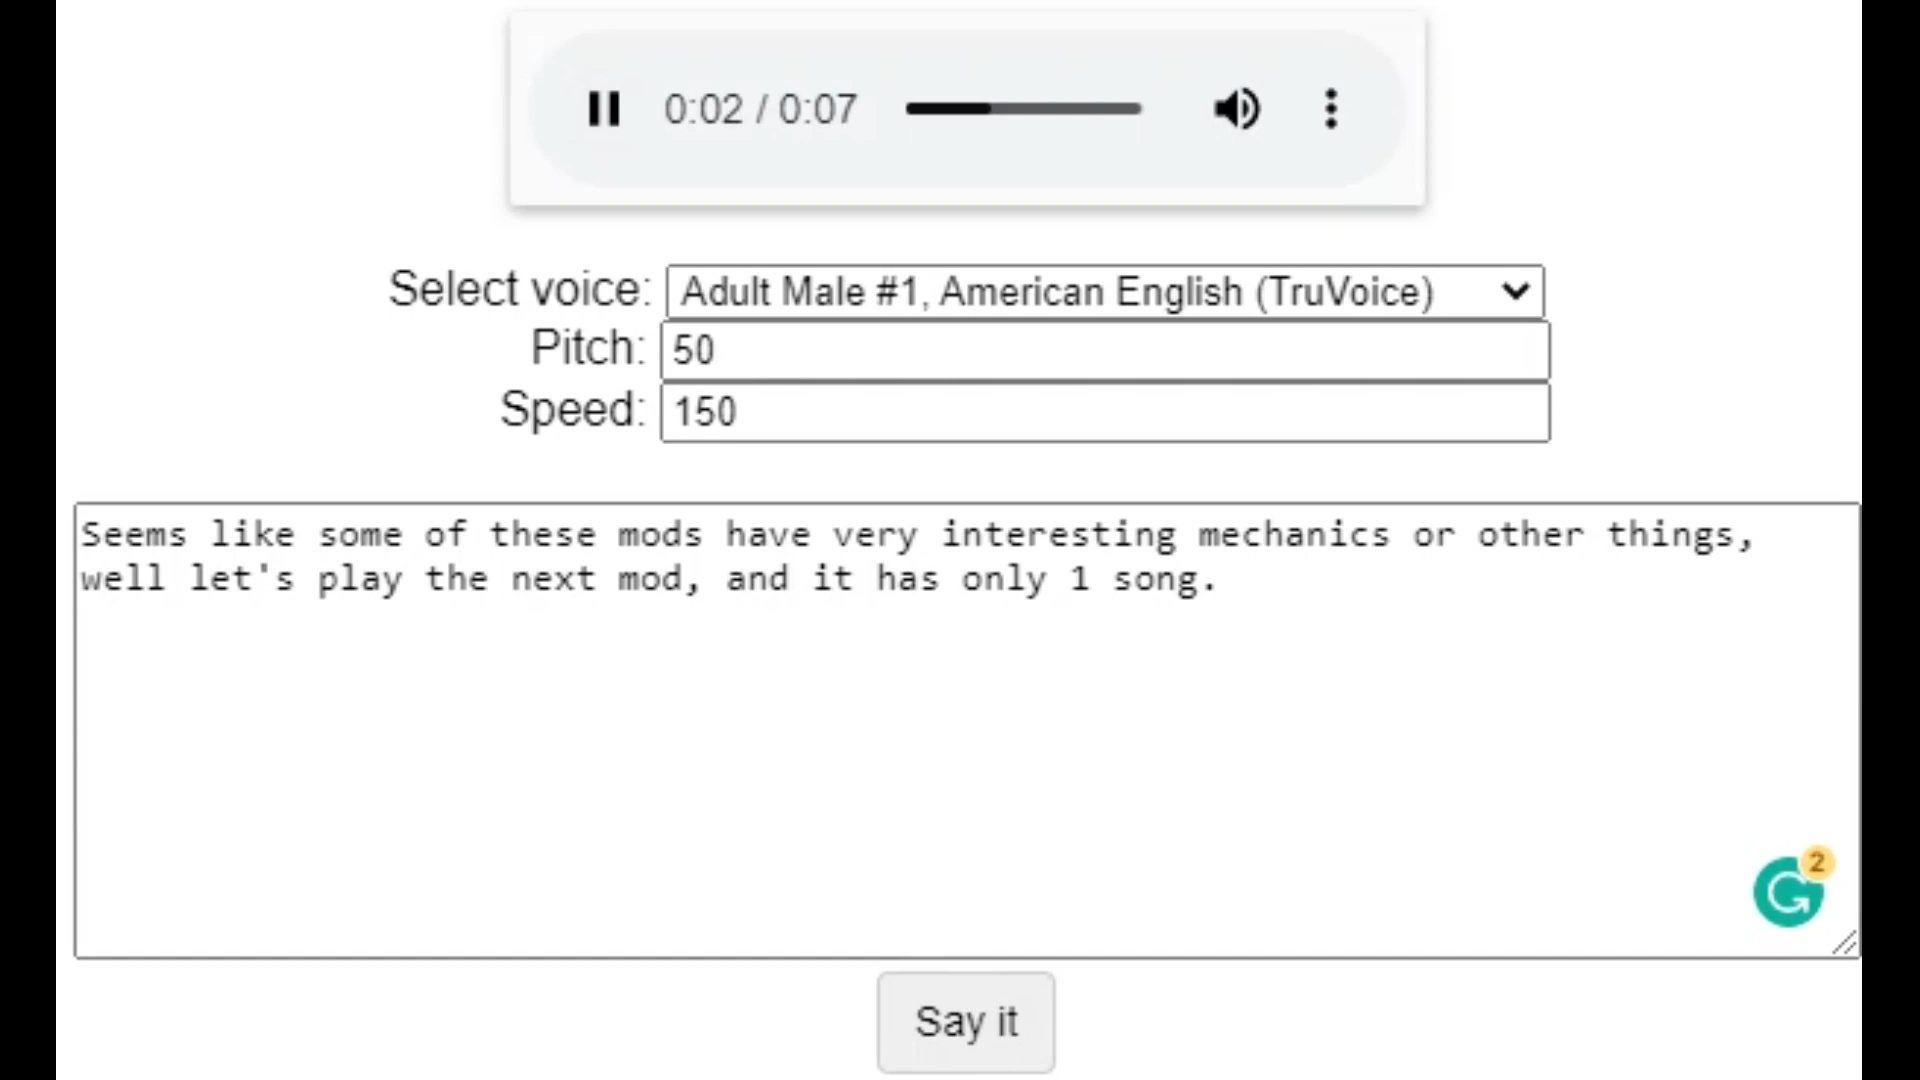 0:02 / 0:07
Select voice: Adult Male #1, American English (TruVoice)
Pitch: 50
Speed: 150
Seems like some of these mods have very interesting mechanics or other things,
well let's play the next mod, and it has only 1 song.
2
Say it